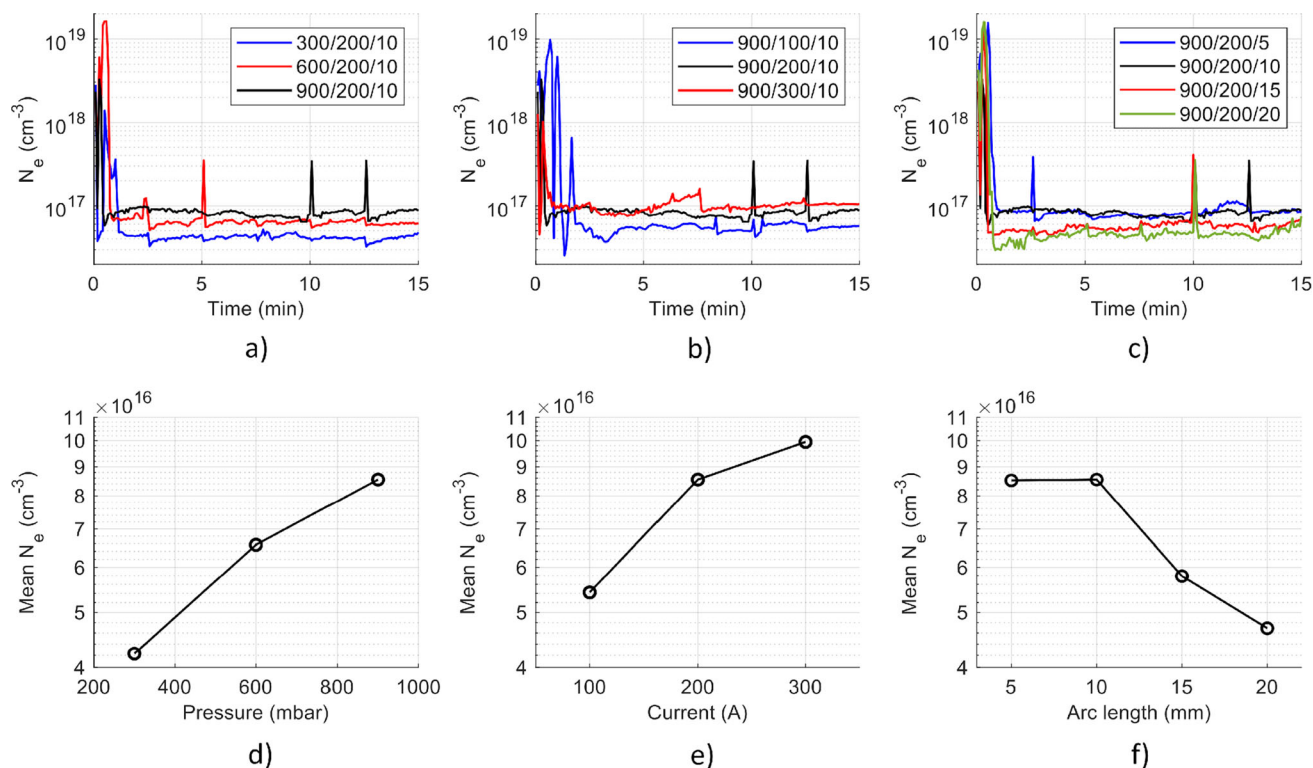 10^19
10^18
10^17
N_e (cm^-3)
300/200/10
600/200/10
900/200/10
0 5 10 15
Time (min)
a)
10^19
10^18
10^17
N_e (cm^-3)
900/100/10
900/200/10
900/300/10
0 5 10 15
Time (min)
b)
10^19
10^18
10^17
N_e (cm^-3)
900/200/5
900/200/10
900/200/15
900/200/20
0 5 10 15
Time (min)
c)
× 10^16
11
10
9
8
7
6
5
4
Mean N_e (cm^-3)
200 400 600 800 1000
Pressure (mbar)
d)
× 10^16
11
10
9
8
7
6
5
4
Mean N_e (cm^-3)
100 200 300
Current (A)
e)
× 10^16
11
10
9
8
7
6
5
4
Mean N_e (cm^-3)
5 10 15 20
Arc length (mm)
f)